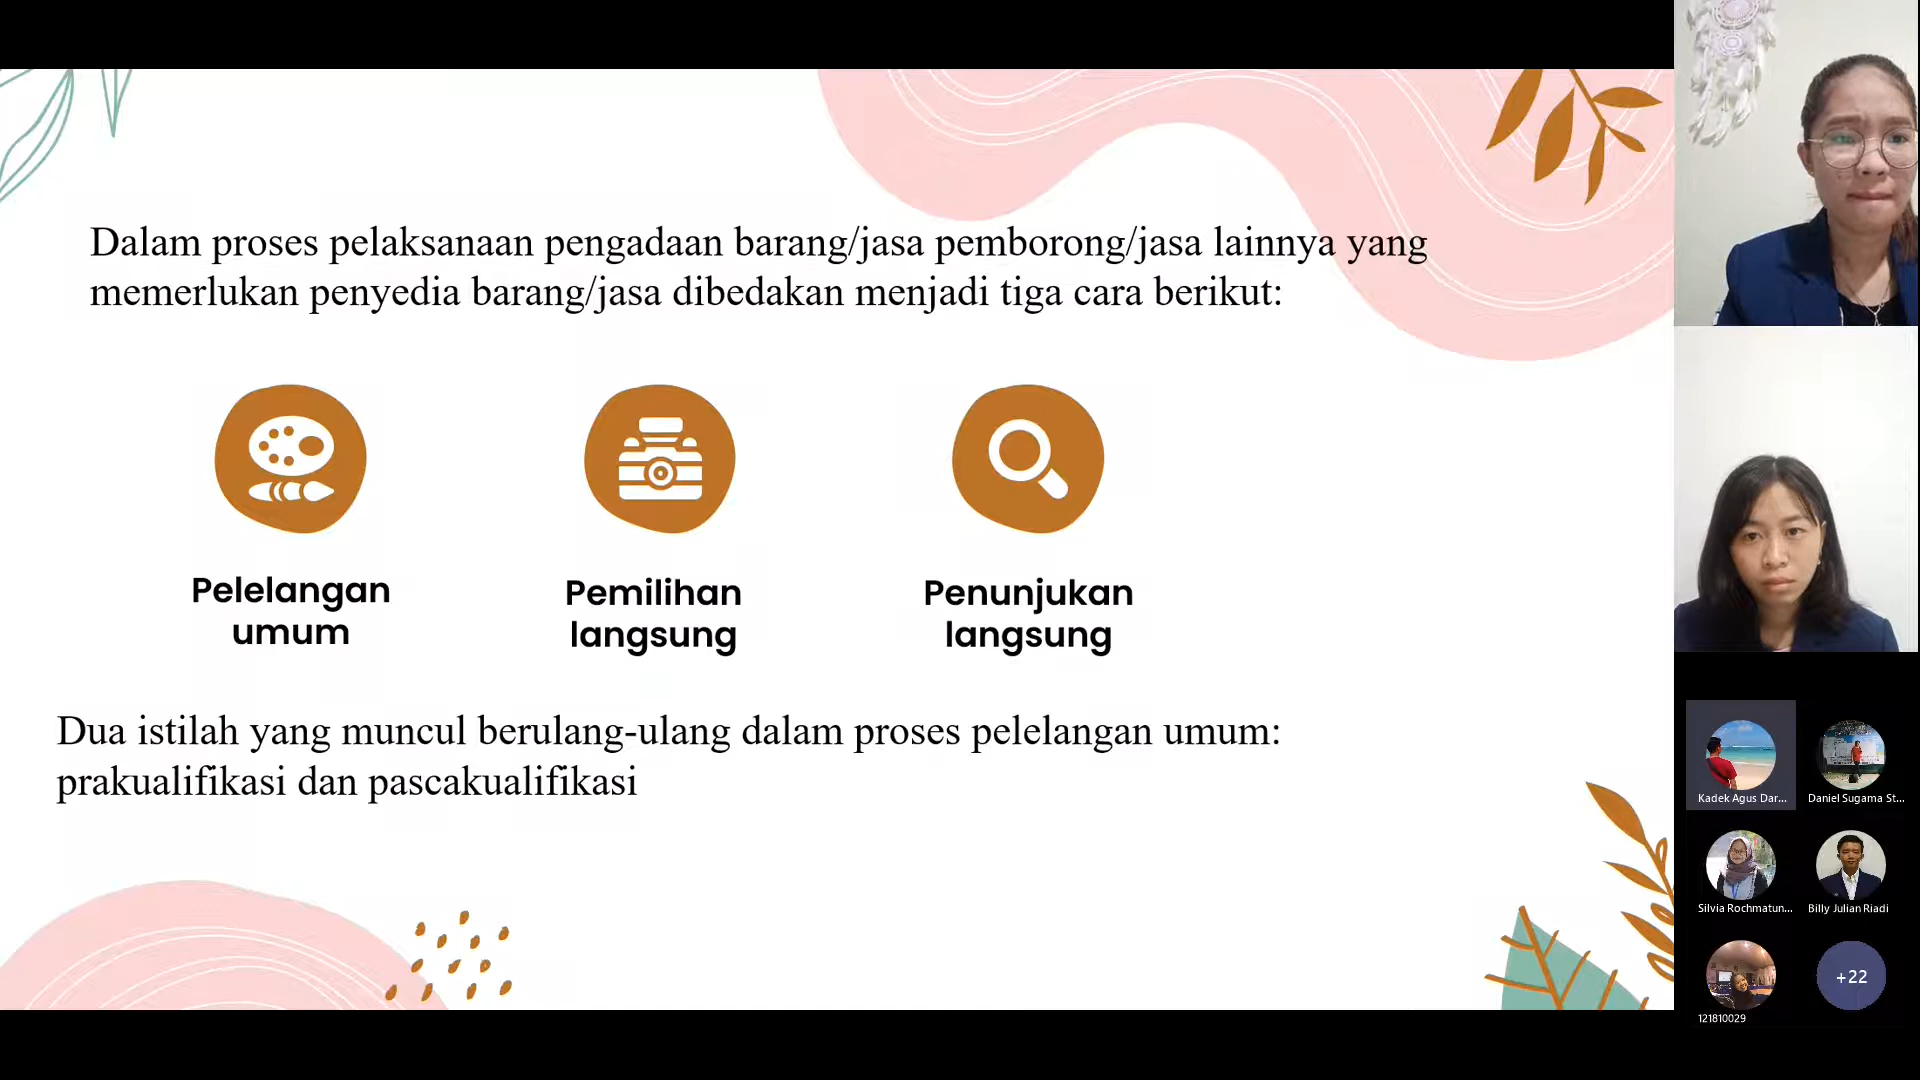 Dalam proses pelaksanaan pengadaan barang/jasa pemborong/jasa lainnya yang
memerlukan penyedia barang/jasa dibedakan menjadi tiga cara berikut:
Pelelangan
umum
Pemilihan
langsung
Penunjukan
langsung
Dua istilah yang muncul berulang-ulang dalam proses pelelangan umum:
prakualifikasi dan pascakualifikasi
Kadek Agus Dar...
Daniel Sugama St...
Silvia Rochmatun...
Billy Julian Riadi
121810029
+22